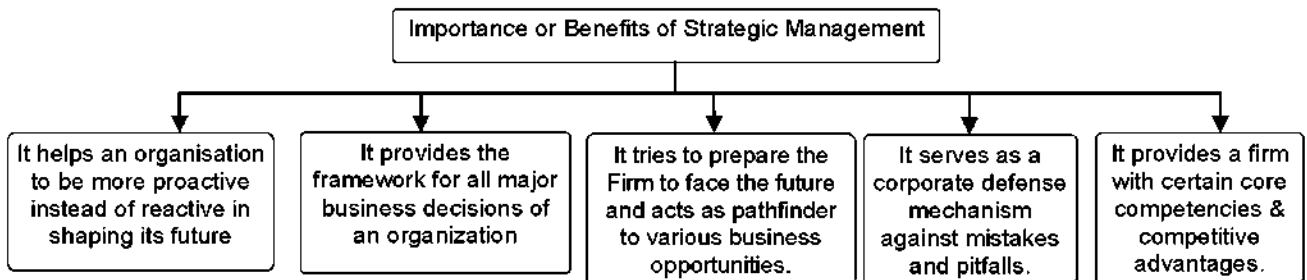 Importance or Benefits of Strategic Management
It helps an organisation
to be more proactive
instead of reactive in
shaping its future
It provides the
framework for all major
business decisions of
an organization
It tries to prepare the
Firm to face the future
and acts as pathfinder
to various business
opportunities.
It serves as a
corporate defense
mechanism
against mistakes
and pitfalls.
It provides a firm
with certain core
competencies &
competitive
advantages.